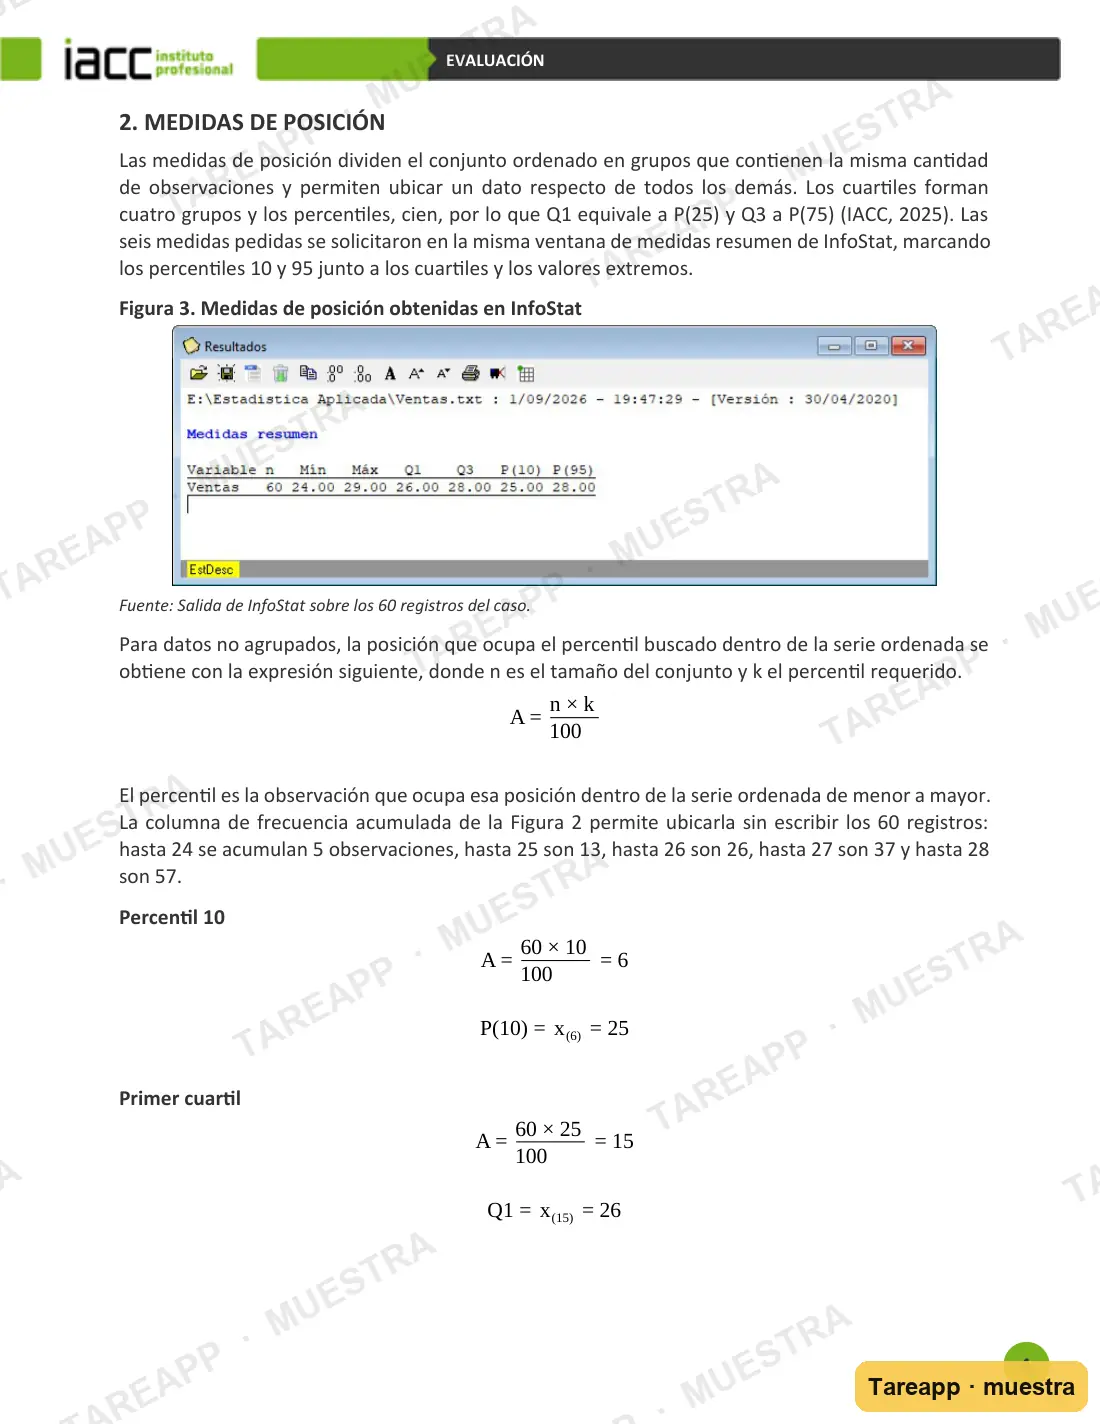 iacc instituto profesional
EVALUACIÓN
2. MEDIDAS DE POSICIÓN
Las medidas de posición dividen el conjunto ordenado en grupos que contienen la misma cantidad
de observaciones y permiten ubicar un dato respecto de todos los demás. Los cuartiles forman
cuatro grupos y los percentiles, cien, por lo que Q1 equivale a P(25) y Q3 a P(75) (IACC, 2025). Las
seis medidas pedidas se solicitaron en la misma ventana de medidas resumen de InfoStat, marcando
los percentiles 10 y 95 junto a los cuartiles y los valores extremos.
Figura 3. Medidas de posición obtenidas en InfoStat
Resultados
E:\Estadistica Aplicada\Ventas.txt : 1/09/2026 - 19:47:29 - [Versión : 30/04/2020]
Medidas resumen
Variable n Mín Máx Q1 Q3 P(10) P(95)
Ventas 60 24.00 29.00 26.00 28.00 25.00 28.00
EstDesc
Fuente: Salida de InfoStat sobre los 60 registros del caso.
Para datos no agrupados, la posición que ocupa el percentil buscado dentro de la serie ordenada se
obtiene con la expresión siguiente, donde n es el tamaño del conjunto y k el percentil requerido.
A = n × k
100
El percentil es la observación que ocupa esa posición dentro de la serie ordenada de menor a mayor.
La columna de frecuencia acumulada de la Figura 2 permite ubicarla sin escribir los 60 registros:
hasta 24 se acumulan 5 observaciones, hasta 25 son 13, hasta 26 son 26, hasta 27 son 37 y hasta 28
son 57.
Percentil 10
A = 60 × 10 = 6
100
P(10) = x(6) = 25
Primer cuartil
A = 60 × 25 = 15
100
Q1 = x(15) = 26
Tareapp · muestra
TAREAPP · MUESTRA